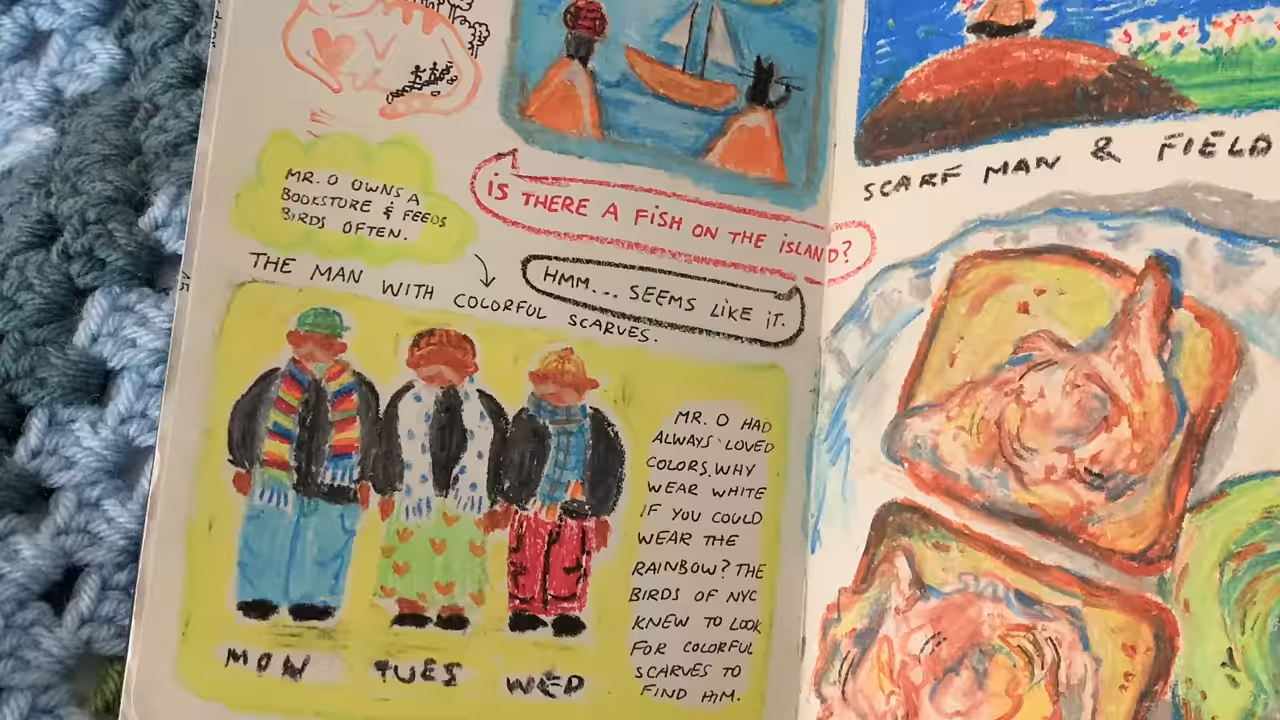 MR. O OWNS A
BOOKSTORE & FEEDS
BIRDS OFTEN.
IS THERE A FISH ON THE ISLAND?
HMM... SEEMS LIKE IT.
THE MAN WITH COLORFUL SCARVES.
MR. O HAD
ALWAYS LOVED
COLORS. WHY
WEAR WHITE
IF YOU COULD
WEAR THE
RAINBOW? THE
BIRDS OF NYC
KNEW TO LOOK
FOR COLORFUL
SCARVES TO
FIND HIM.
MON TUES WED
SCARF MAN & FIELD